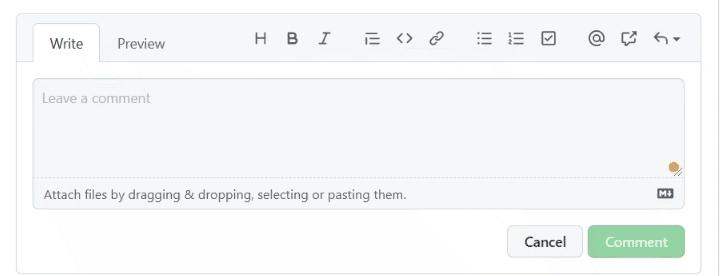 Write Preview H B I @
Leave a comment
Attach files by dragging & dropping, selecting or pasting them. M
Cancel Comment